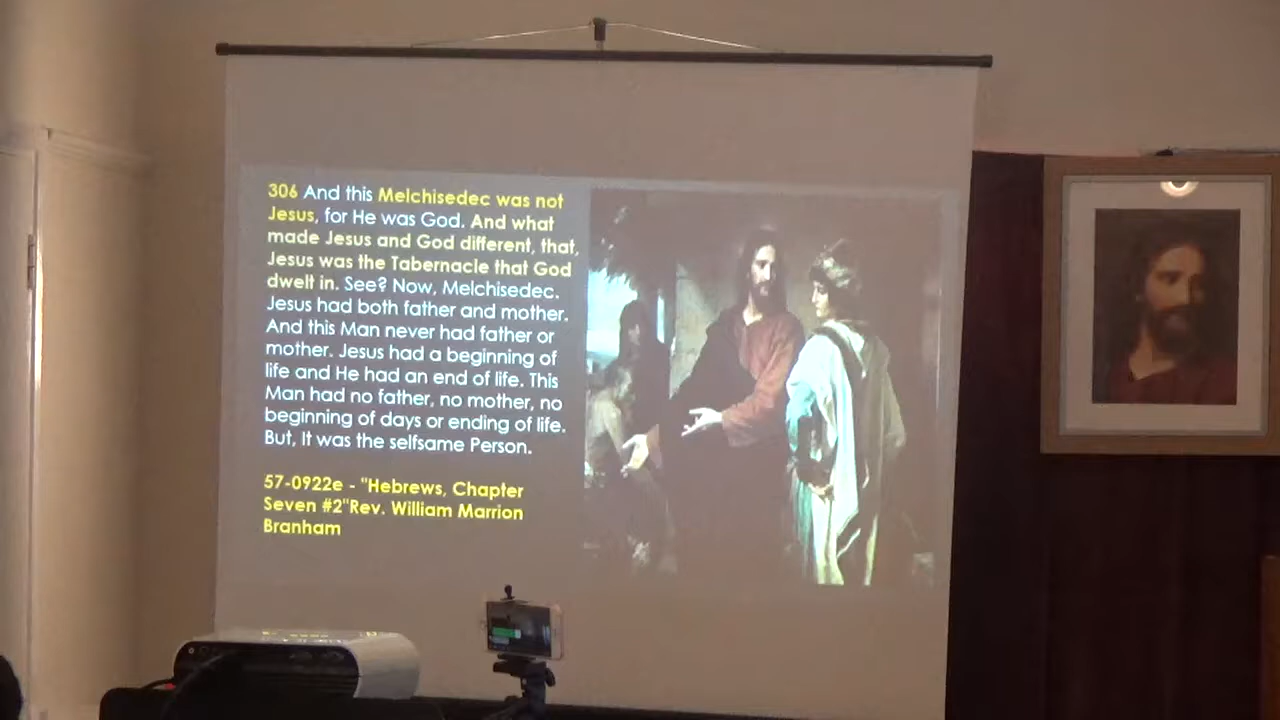 306 And this Melchisedec was not
Jesus, for He was God. And what
made Jesus and God different, that,
Jesus was the Tabernacle that God
dwelt in. See? Now, Melchisedec.
Jesus had both father and mother.
And this Man never had father or
mother. Jesus had a beginning of
life and He had an end of life. This
Man had no father, no mother, no
beginning of days or ending of life.
But, It was the selfsame Person.
57-0922e - "Hebrews, Chapter
Seven #2"Rev. William Marrion
Branham